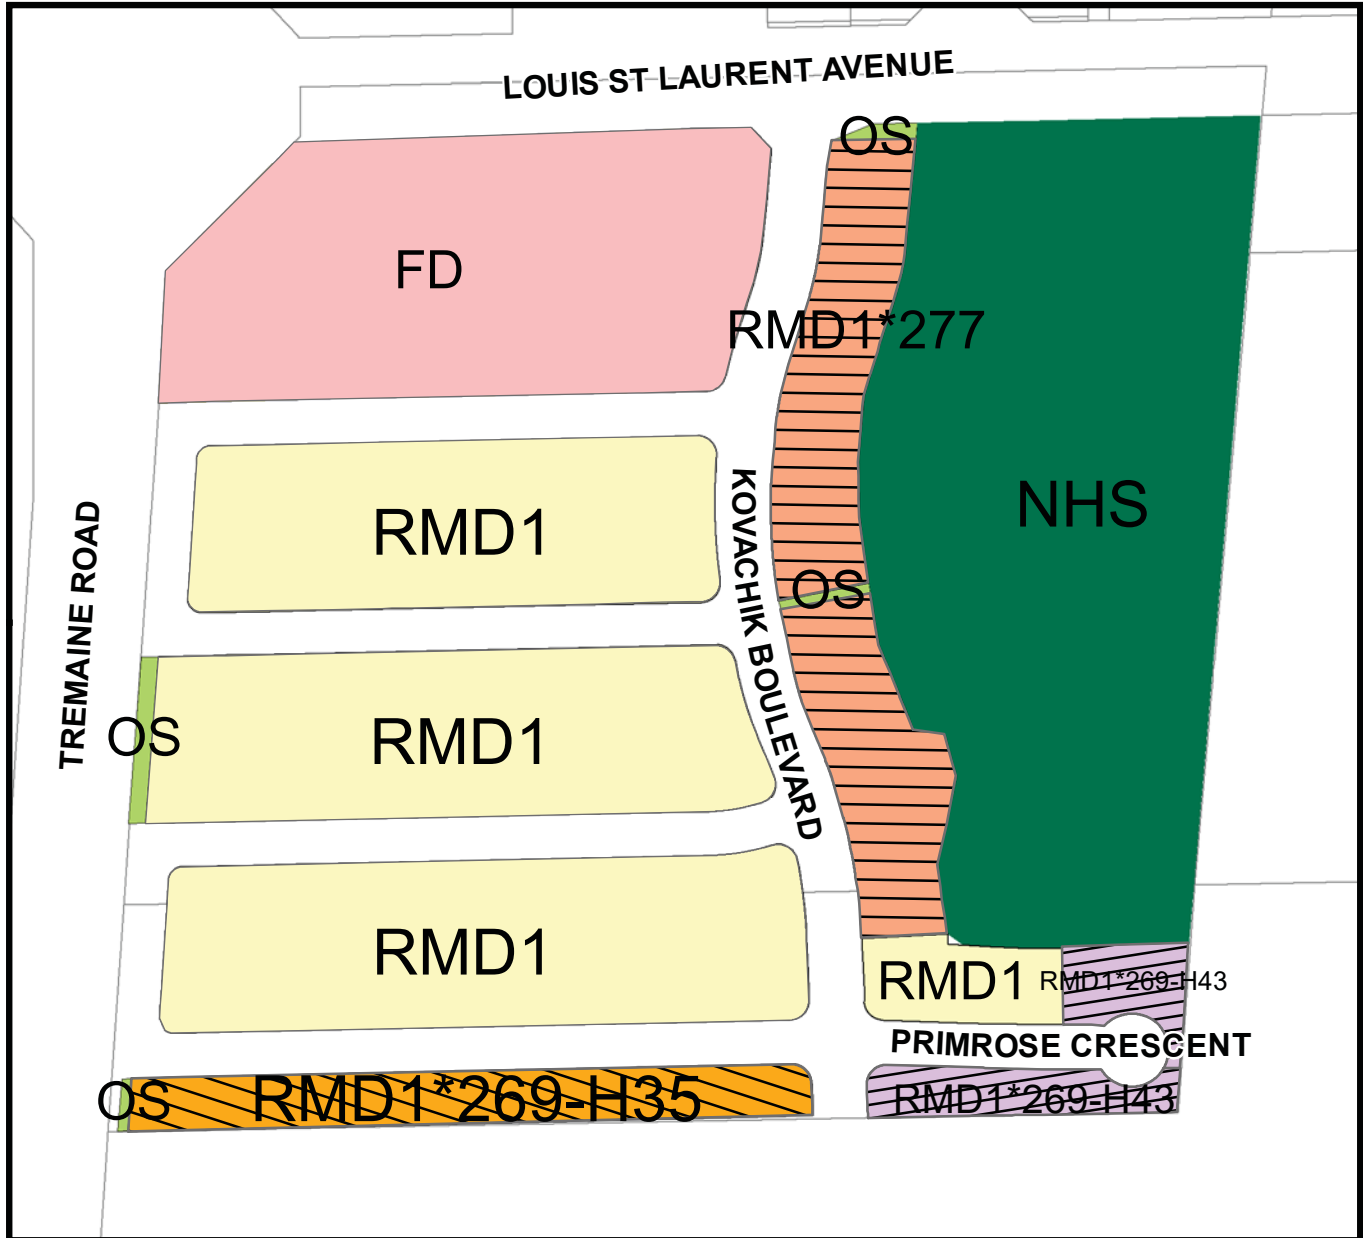 LOUIS ST LAURENT AVENUE
OS
FD
RMD1*277
TREMAINE ROAD
RMD1
KOVACHIK BOULEVARD
NHS
OS
OS
RMD1
RMD1
RMD1
RMD1*269-H43
PRIMROSE CRESCENT
OS
RMD1*269-H35
RMD1*269-H43